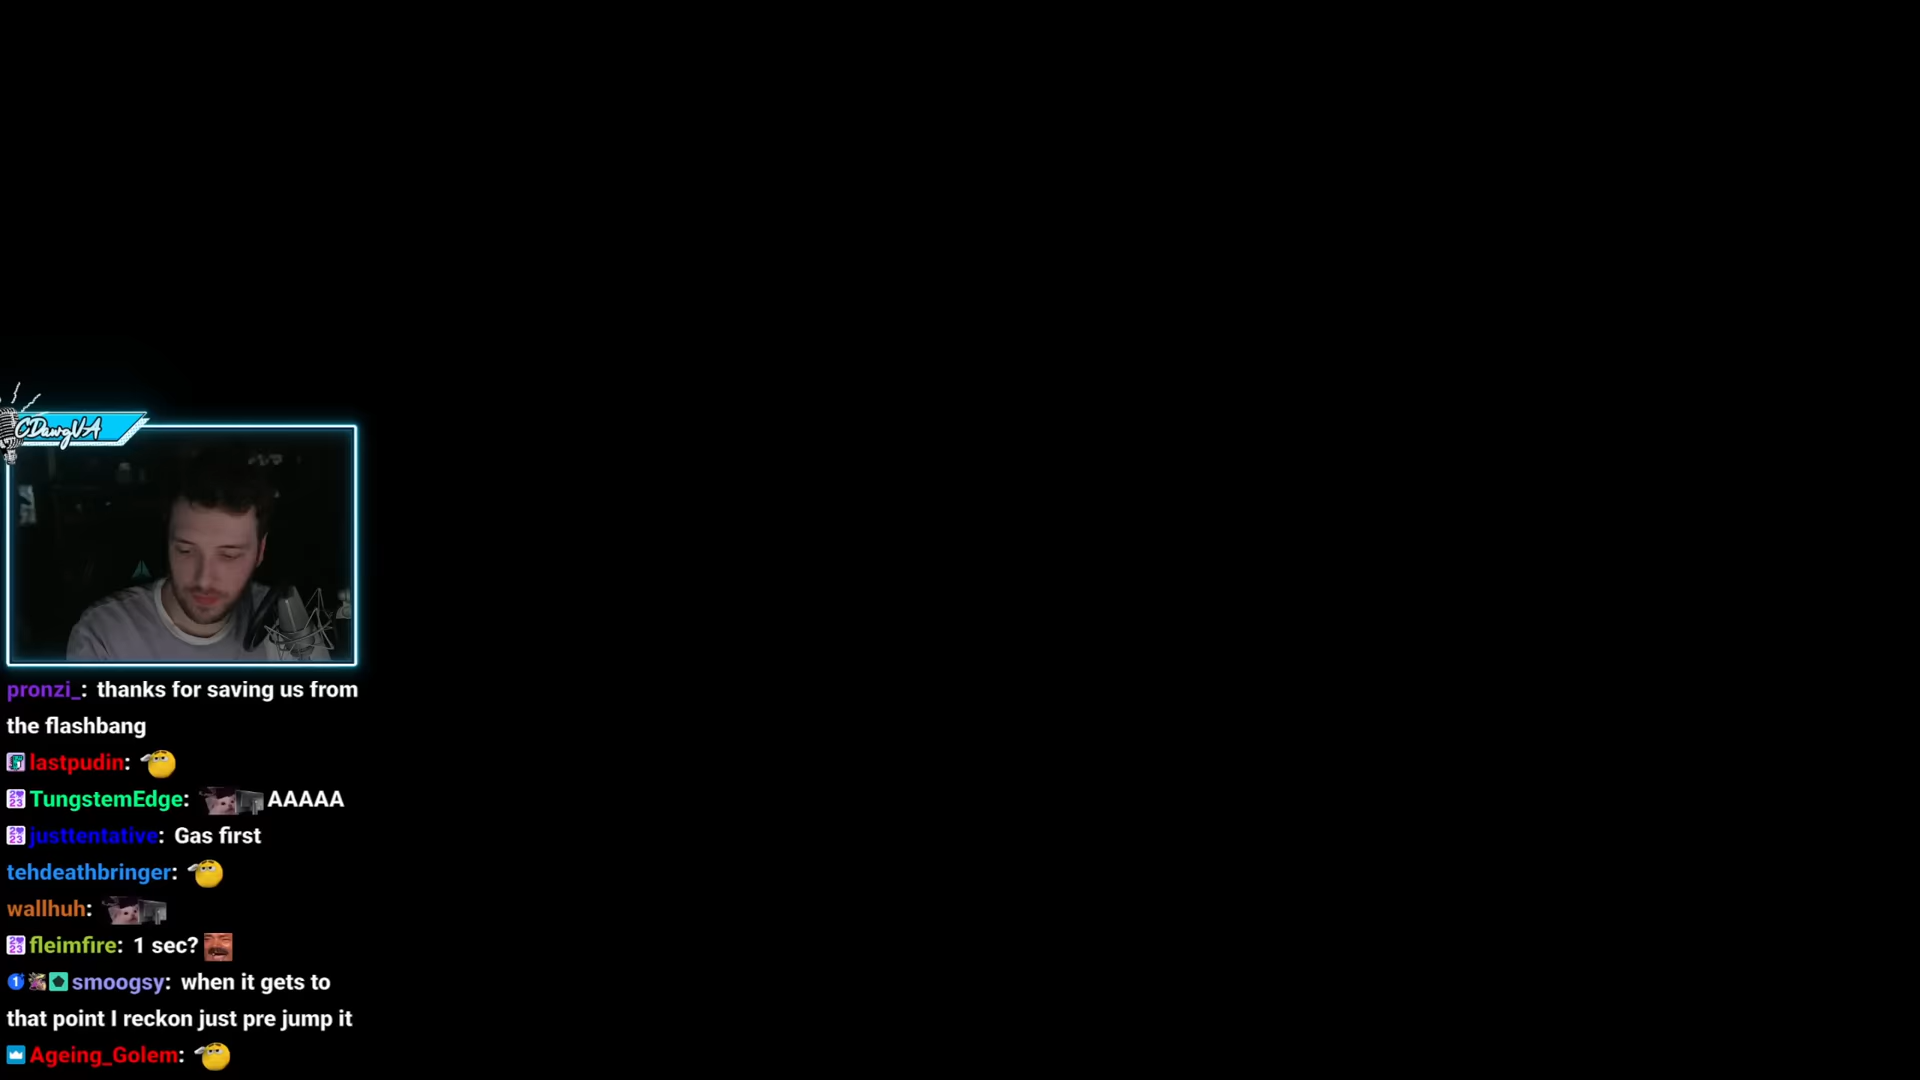 CDawgVA
pronzi_: thanks for saving us from
the flashbang
lastpudin:
TungstemEdge: AAAAA
justtentative: Gas first
tehdeathbringer:
wallhuh:
fleimfire: 1 sec?
smoogsy: when it gets to
that point I reckon just pre jump it
Ageing_Golem: